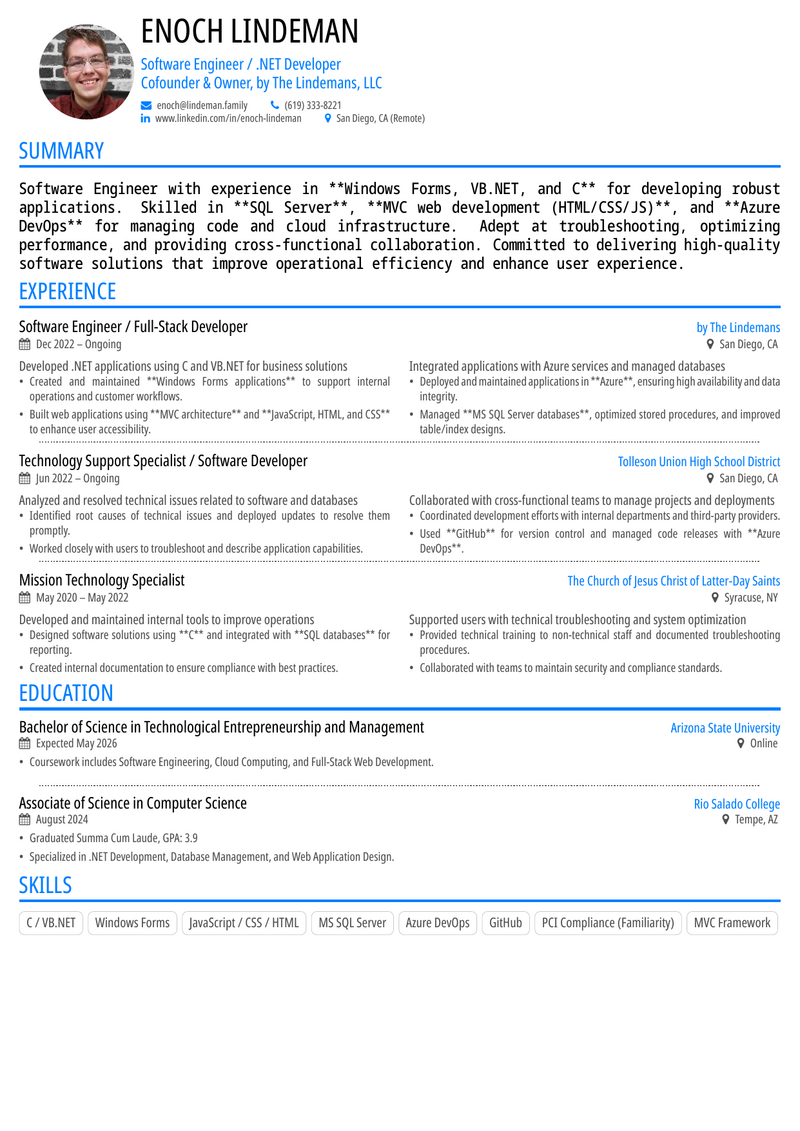 ENOCH LINDEMAN
Software Engineer / .NET Developer
Cofounder & Owner, by The Lindemans, LLC
enoch@lindeman.family (619) 333-8221
www.linkedin.com/in/enoch-lindeman San Diego, CA (Remote)
SUMMARY
Software Engineer with experience in **Windows Forms, VB.NET, and C** for developing robust
applications. Skilled in **SQL Server**, **MVC web development (HTML/CSS/JS)**, and **Azure
DevOps** for managing code and cloud infrastructure. Adept at troubleshooting, optimizing
performance, and providing cross-functional collaboration. Committed to delivering high-quality
software solutions that improve operational efficiency and enhance user experience.
EXPERIENCE
Software Engineer / Full-Stack Developer by The Lindemans
Dec 2022 – Ongoing San Diego, CA
Developed .NET applications using C and VB.NET for business solutions
• Created and maintained **Windows Forms applications** to support internal
operations and customer workflows.
• Built web applications using **MVC architecture** and **JavaScript, HTML, and CSS**
to enhance user accessibility.
Integrated applications with Azure services and managed databases
• Deployed and maintained applications in **Azure**, ensuring high availability and data
integrity.
• Managed **MS SQL Server databases**, optimized stored procedures, and improved
table/index designs.
Technology Support Specialist / Software Developer Tolleson Union High School District
Jun 2022 – Ongoing San Diego, CA
Analyzed and resolved technical issues related to software and databases
• Identified root causes of technical issues and deployed updates to resolve them
promptly.
• Worked closely with users to troubleshoot and describe application capabilities.
Collaborated with cross-functional teams to manage projects and deployments
• Coordinated development efforts with internal departments and third-party providers.
• Used **GitHub** for version control and managed code releases with **Azure
DevOps**.
Mission Technology Specialist The Church of Jesus Christ of Latter-Day Saints
May 2020 – May 2022 Syracuse, NY
Developed and maintained internal tools to improve operations
• Designed software solutions using **C** and integrated with **SQL databases** for
reporting.
• Created internal documentation to ensure compliance with best practices.
Supported users with technical troubleshooting and system optimization
• Provided technical training to non-technical staff and documented troubleshooting
procedures.
• Collaborated with teams to maintain security and compliance standards.
EDUCATION
Bachelor of Science in Technological Entrepreneurship and Management Arizona State University
Expected May 2026 Online
• Coursework includes Software Engineering, Cloud Computing, and Full-Stack Web Development.
Associate of Science in Computer Science Rio Salado College
August 2024 Tempe, AZ
• Graduated Summa Cum Laude, GPA: 3.9
• Specialized in .NET Development, Database Management, and Web Application Design.
SKILLS
C / VB.NET Windows Forms JavaScript / CSS / HTML MS SQL Server Azure DevOps GitHub PCI Compliance (Familiarity) MVC Framework